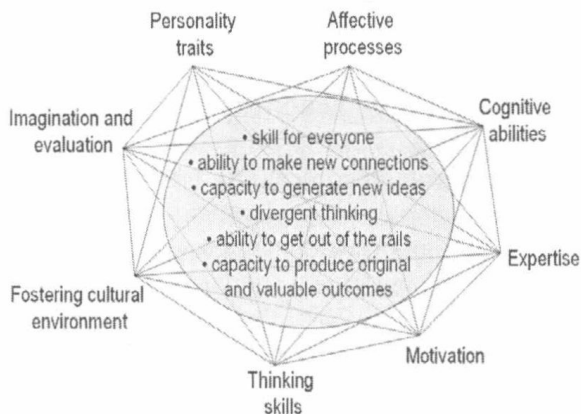 Personality
traits
Affective
processes
Imagination and
evaluation
Cognitive
abilities
• skill for everyone
• ability to make new connections
• capacity to generate new ideas
• divergent thinking
• ability to get out of the rails
• capacity to produce original
and valuable outcomes
Expertise
Fostering cultural
environment
Motivation
Thinking
skills